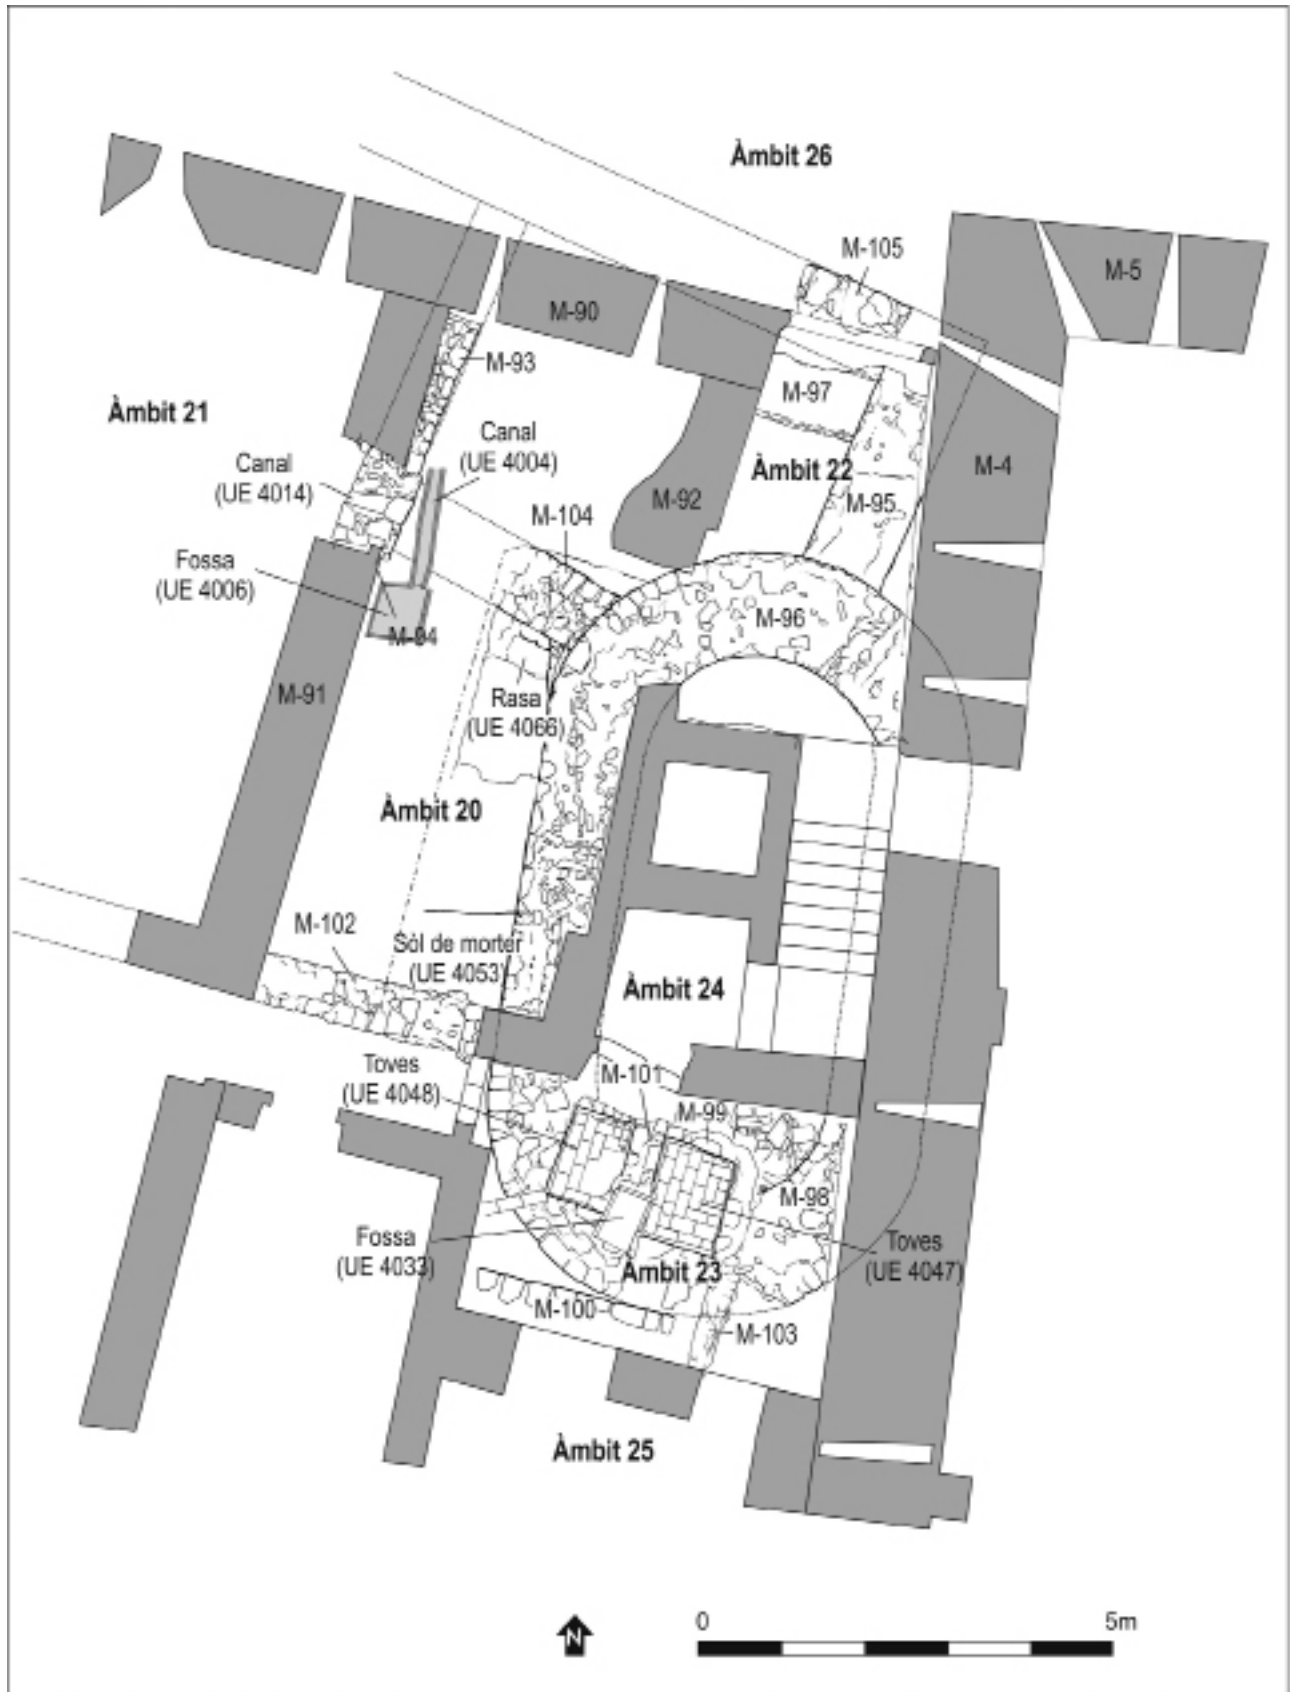 Àmbit 26
M-105
M-5
M-90
M-93
M-97
Àmbit 21
Canal
(UE 4004)
Canal
(UE 4014)
Àmbit 22
M-4
M-92
M-95
M-104
Fossa
(UE 4006)
M-96
M-94
M-91
Rasa
(UE 4066)
Àmbit 20
M-102
Sòl de morter
(UE 4053)
Àmbit 24
Toves
(UE 4048)
M-101
M-99
M-98
Fossa
(UE 4033)
Toves
(UE 4047)
Àmbit 23
M-100
M-103
Àmbit 25
N
0 5m